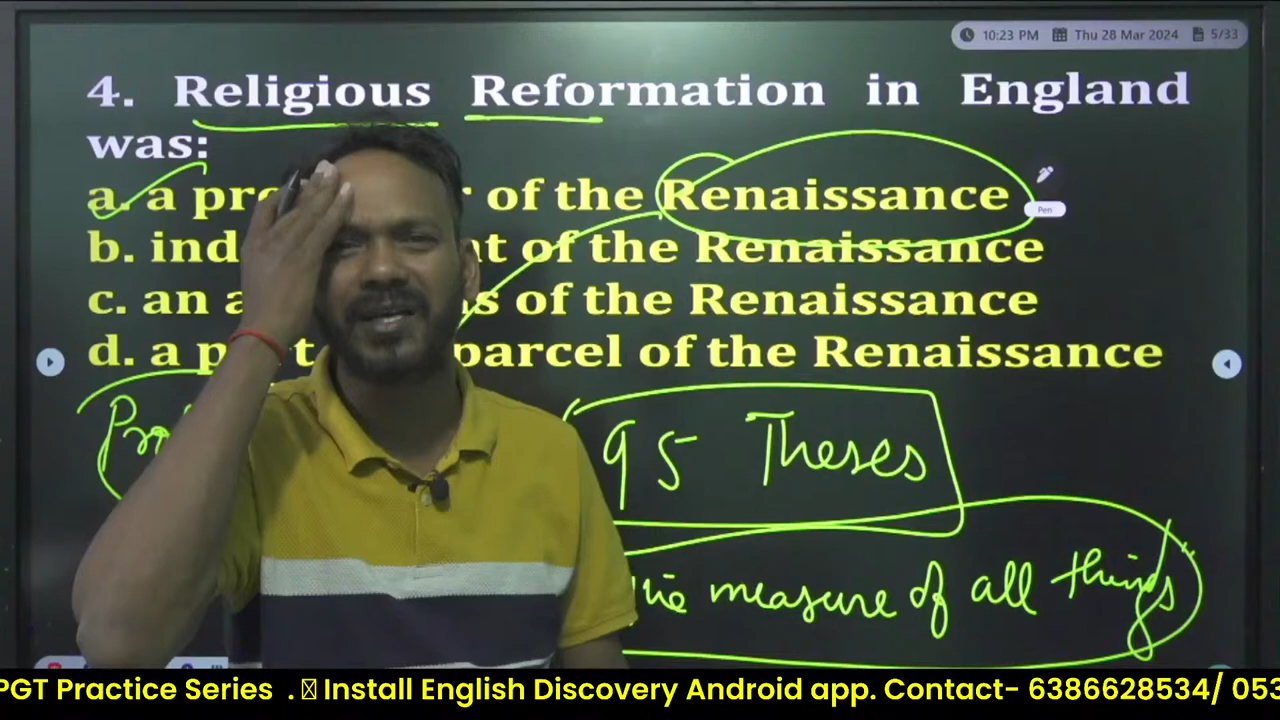 10:23 PM Thu 28 Mar 2024 5/33
4. Religious Reformation in England
was:
a. a of the Renaissance
Pen
b. of the Renaissance
c. an of the Renaissance
d. a parcel of the Renaissance
95 Theses
measure of all things
PGT Practice Series . Install English Discovery Android app. Contact- 6386628534/ 053